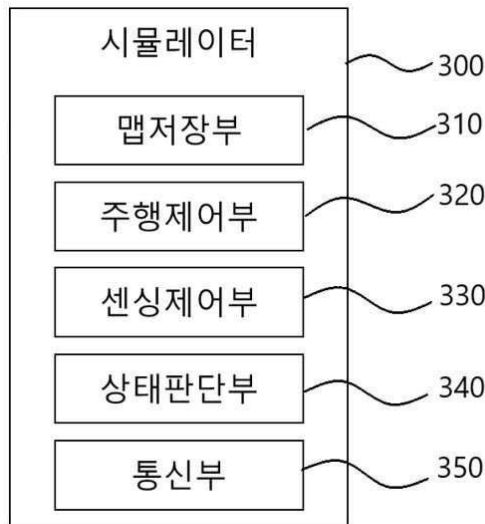 시뮬레이터
300
맵저장부
310
주행제어부
320
센싱제어부
330
상태판단부
340
통신부
350